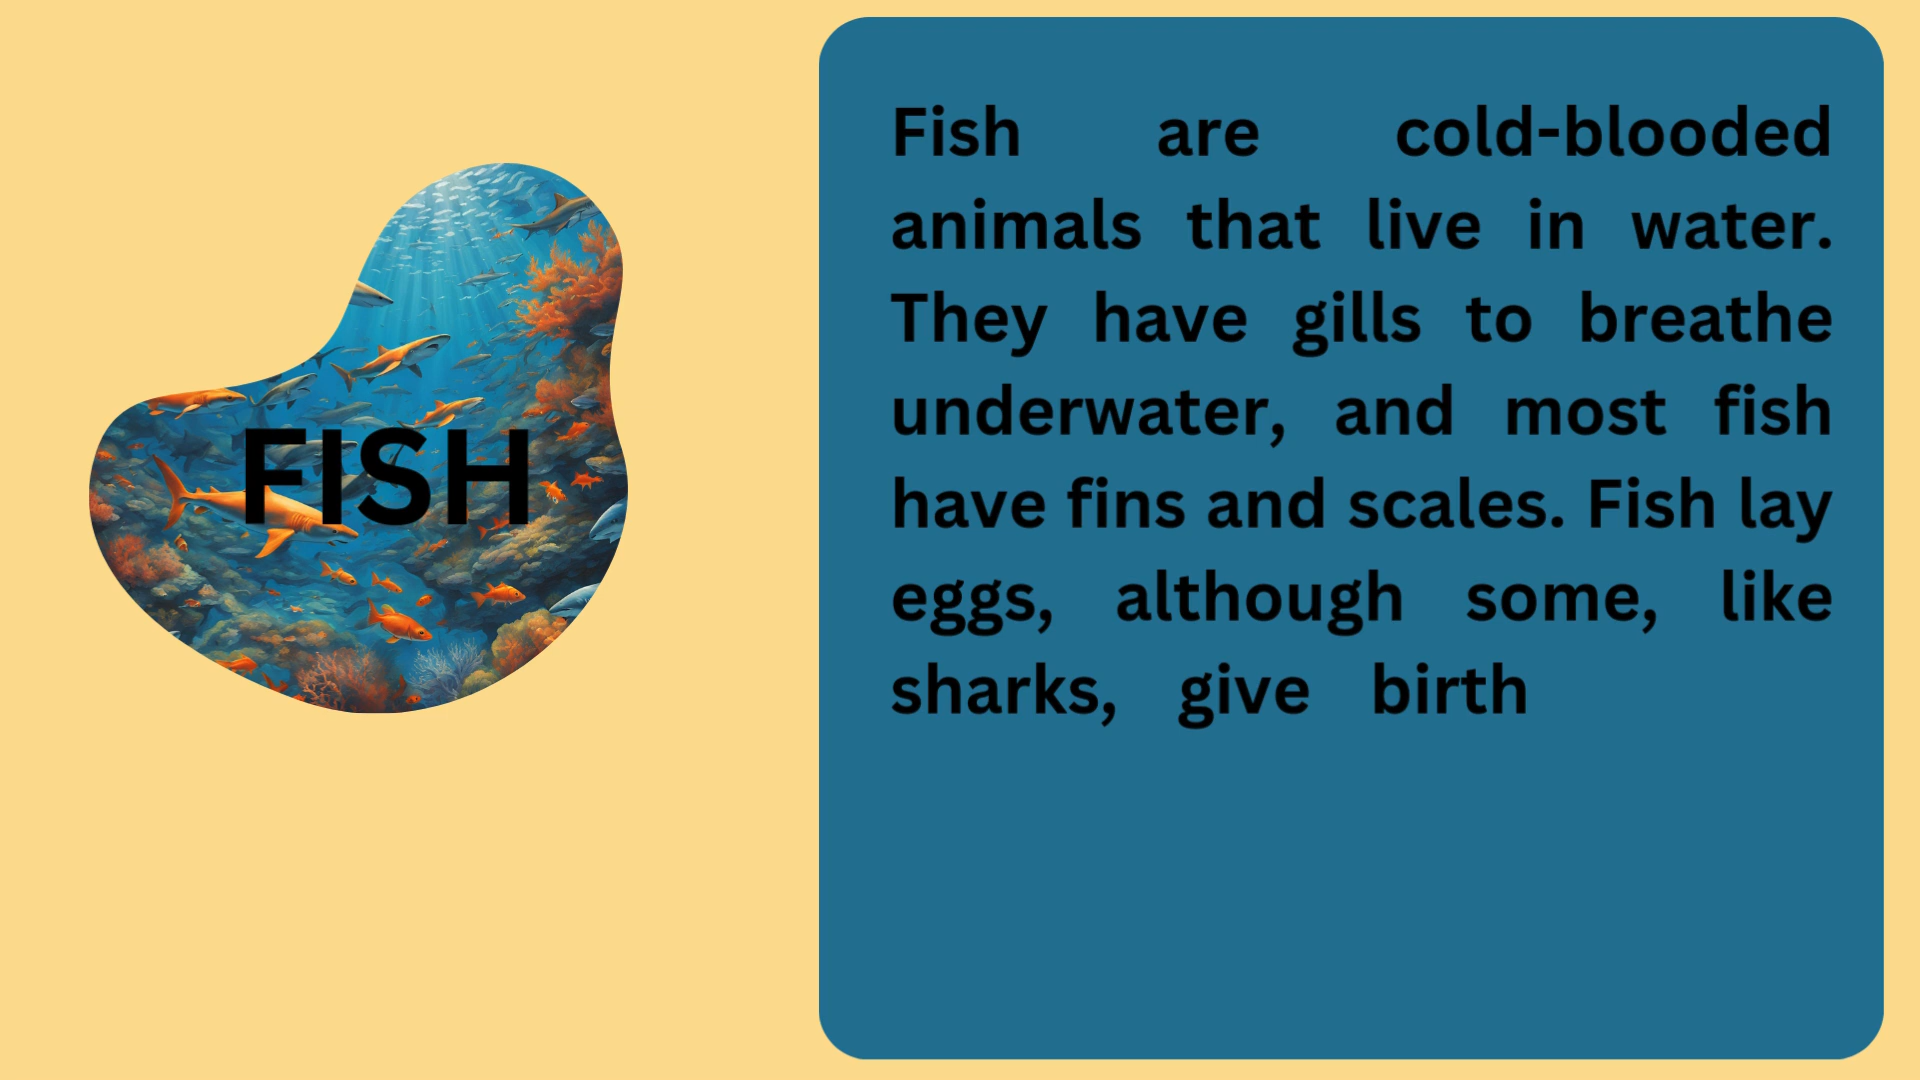 FISH
Fish are cold-blooded
animals that live in water.
They have gills to breathe
underwater, and most fish
have fins and scales. Fish lay
eggs, although some, like
sharks, give birth